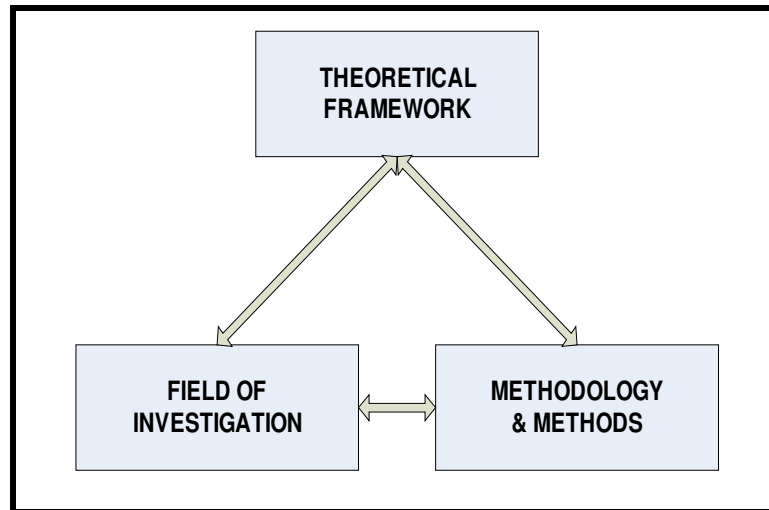 THEORETICAL
FRAMEWORK
FIELD OF
INVESTIGATION
METHODOLOGY
& METHODS